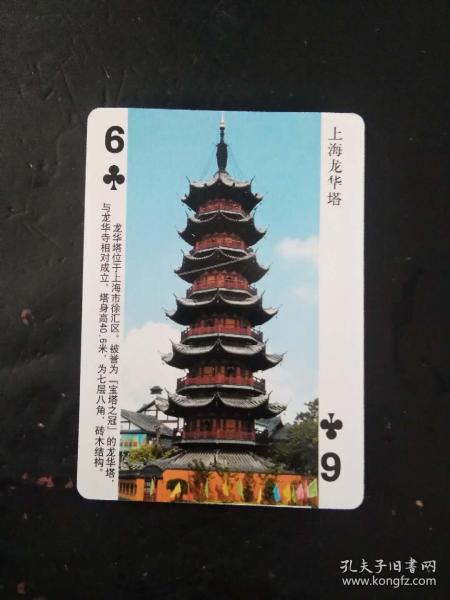 6
上海龙华塔
龙华塔位于上海市徐汇区。被誉为「宝塔之冠」的龙华塔，
与龙华寺相对成立，塔身高40.6米，为七层八角，砖木结构。
6
孔夫子旧书网
www.kongfz.com